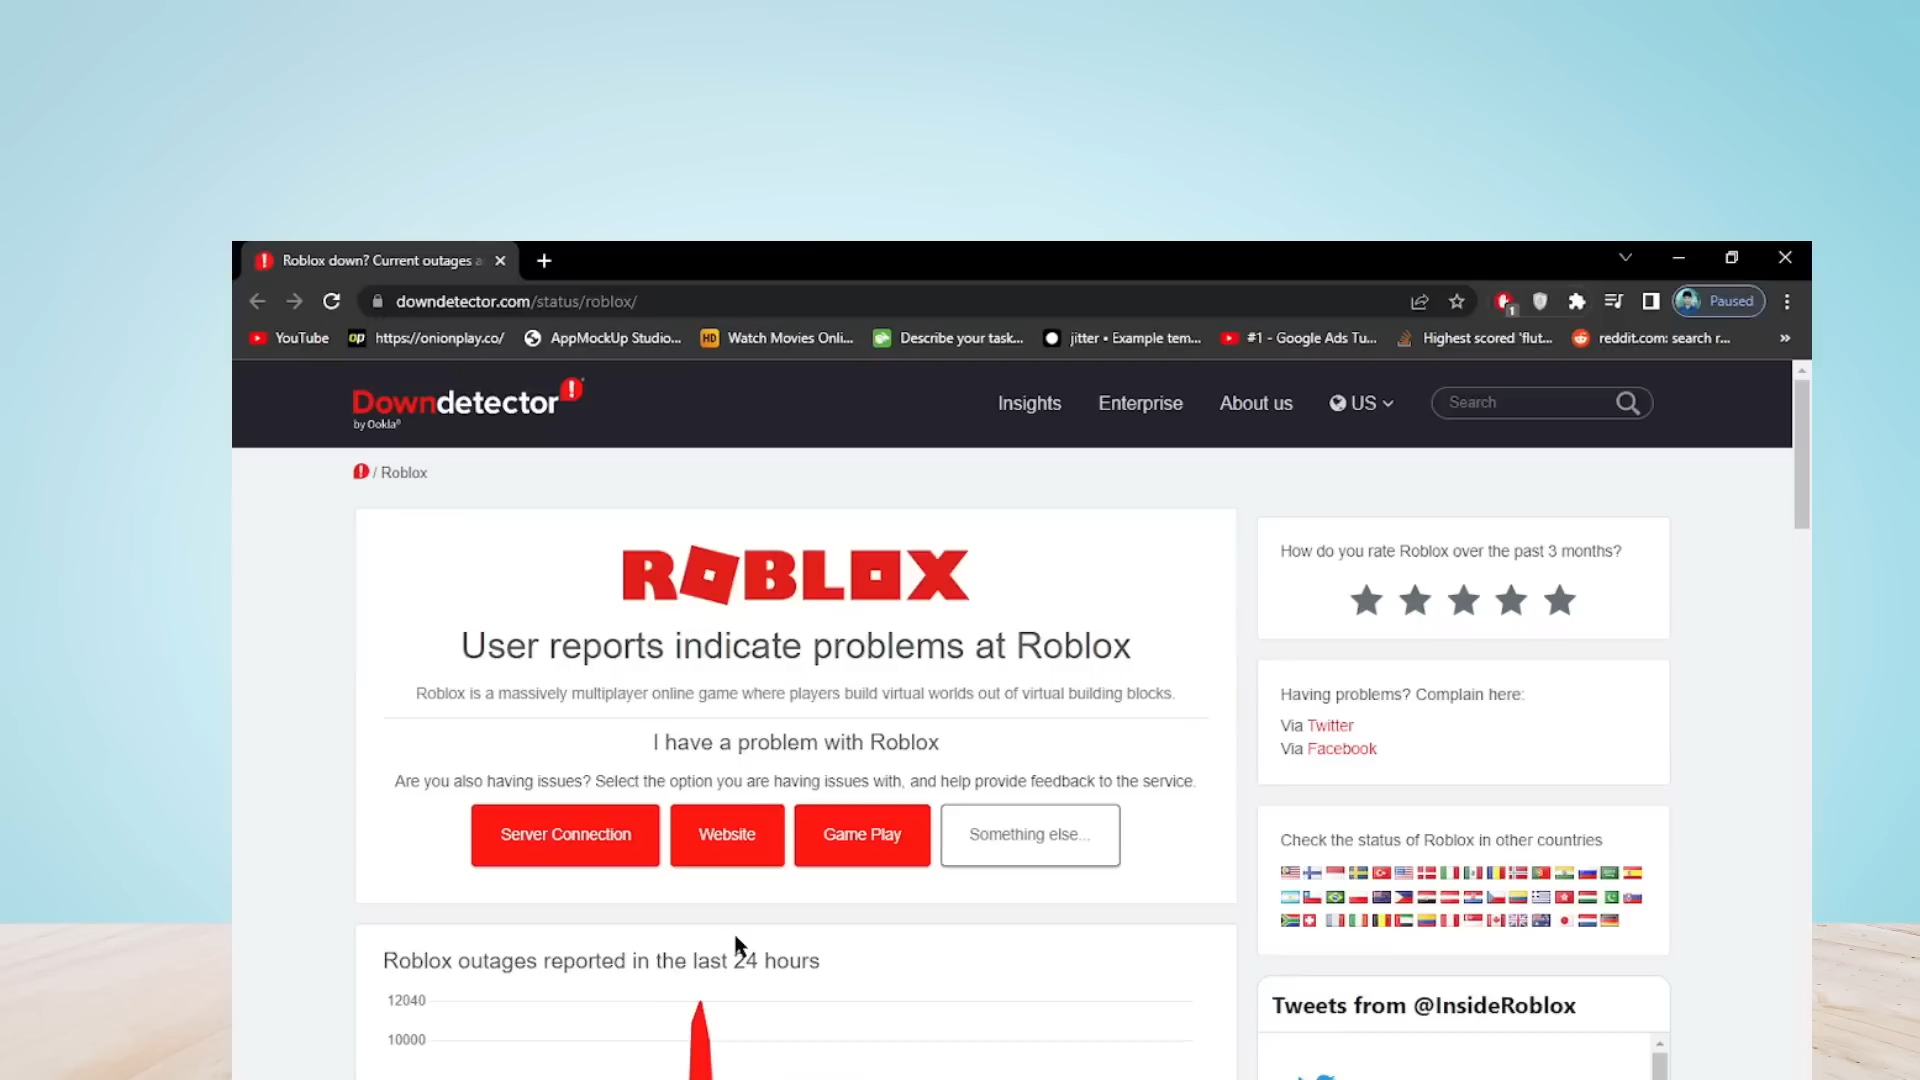 Roblox down? Current outages a
downdetector.com/status/roblox/
1
Paused
YouTube
op https://onionplay.co/
AppMockUp Studio...
HD Watch Movies Onli...
Describe your task...
jitter • Example tem...
#1 - Google Ads Tu...
Highest scored 'flut...
reddit.com: search r...
»
Downdetector
by Ookla®
Insights
Enterprise
About us
US
Search
/ Roblox
ROBLOX
User reports indicate problems at Roblox
Roblox is a massively multiplayer online game where players build virtual worlds out of virtual building blocks.
I have a problem with Roblox
Are you also having issues? Select the option you are having issues with, and help provide feedback to the service.
Server Connection
Website
Game Play
Something else...
Roblox outages reported in the last 24 hours
12040
10000
How do you rate Roblox over the past 3 months?
Having problems? Complain here:
Via Twitter
Via Facebook
Check the status of Roblox in other countries
Tweets from @InsideRoblox